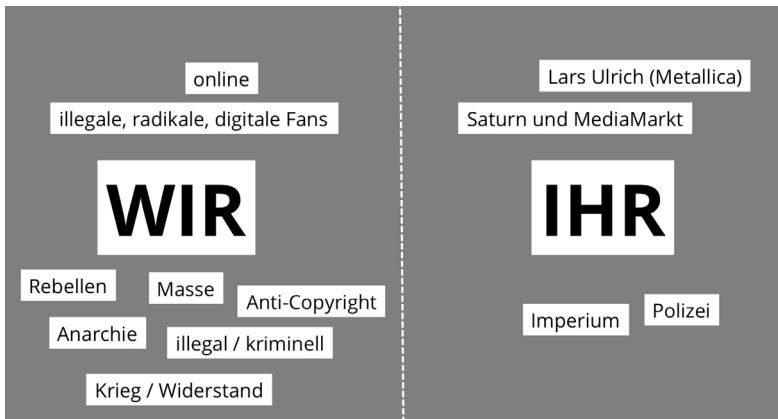 online
illegale, radikale, digitale Fans
WIR
Rebellen
Masse
Anti-Copyright
Anarchie
illegal / kriminell
Krieg / Widerstand
Lars Ulrich (Metallica)
Saturn und MediaMarkt
IHR
Imperium
Polizei